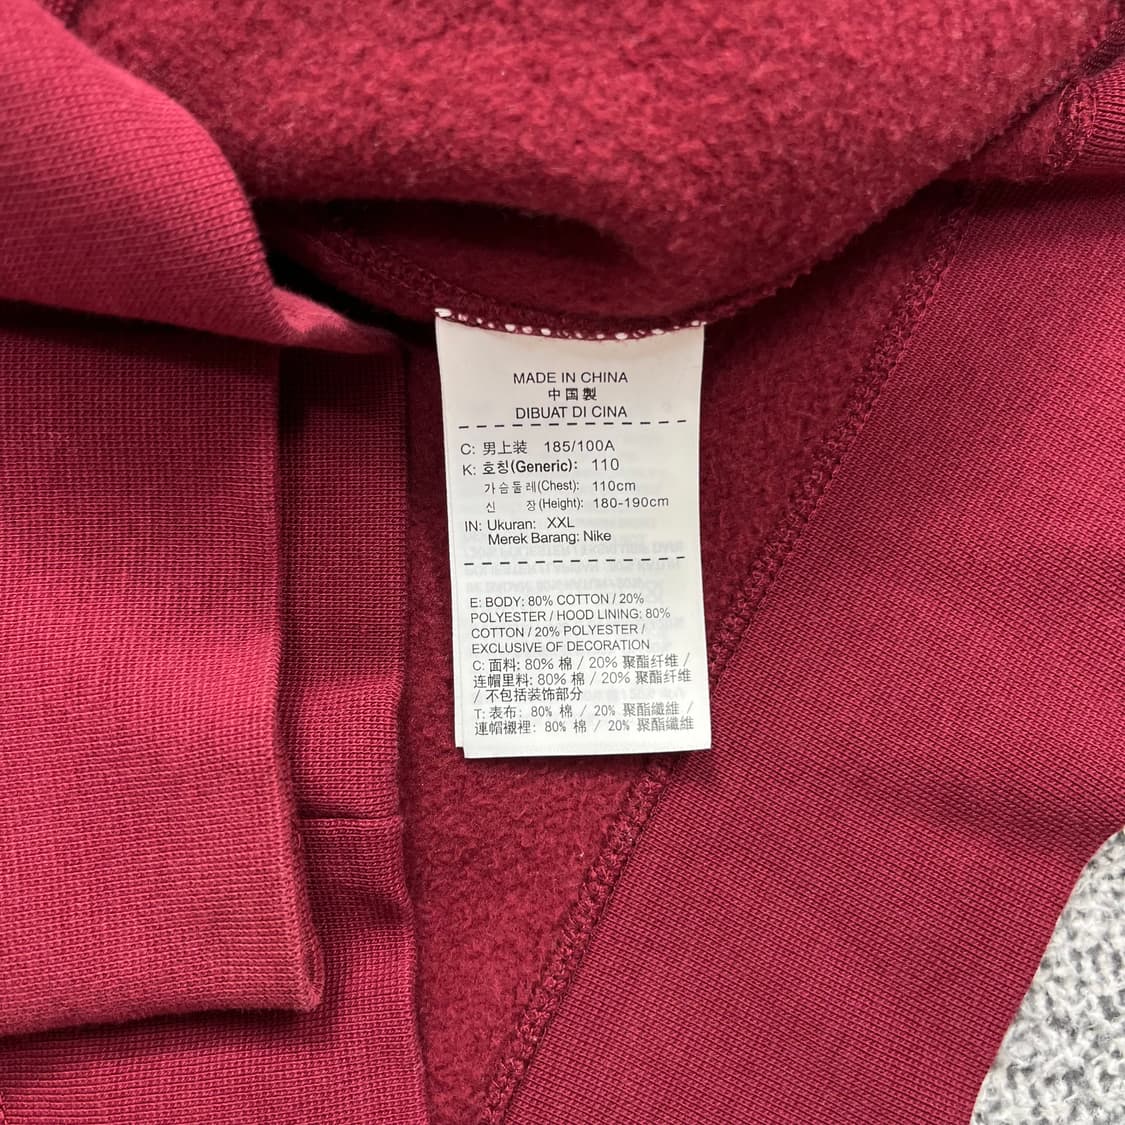 MADE IN CHINA
中国製
DIBUAT DI CINA
C: 男上装 185/100A
K: 호칭(Generic): 110
가슴둘레(Chest): 110cm
신 장(Height): 180-190cm
IN: Ukuran: XXL
Merek Barang: Nike
E: BODY: 80% COTTON / 20%
POLYESTER / HOOD LINING: 80%
COTTON / 20% POLYESTER /
EXCLUSIVE OF DECORATION
C: 面料: 80% 棉 / 20% 聚酯纤维 /
连帽里料: 80% 棉 / 20% 聚酯纤维
/ 不包括装饰部分
T: 表布: 80% 棉 / 20% 聚酯纖維 /
連帽襯裡: 80% 棉 / 20% 聚酯纖維